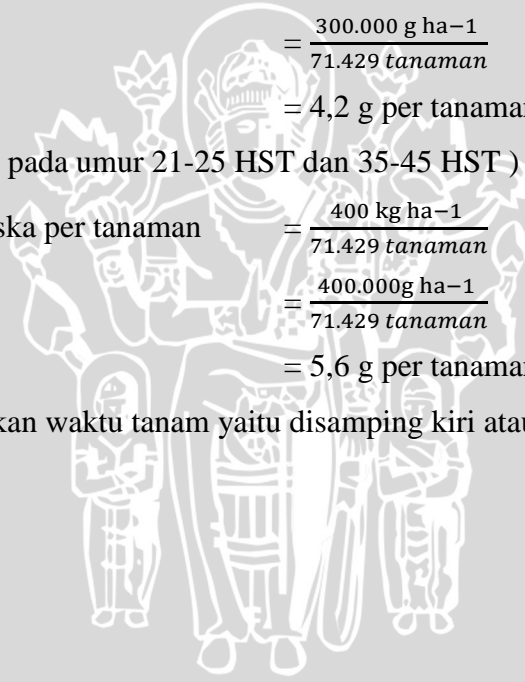 = 300.000 g ha−1 / 71.429 tanaman
= 4,2 g per tanaman
pada umur 21-25 HST dan 35-45 HST )
ska per tanaman = 400 kg ha−1 / 71.429 tanaman
= 400.000g ha−1 / 71.429 tanaman
= 5,6 g per tanaman
kan waktu tanam yaitu disamping kiri atau